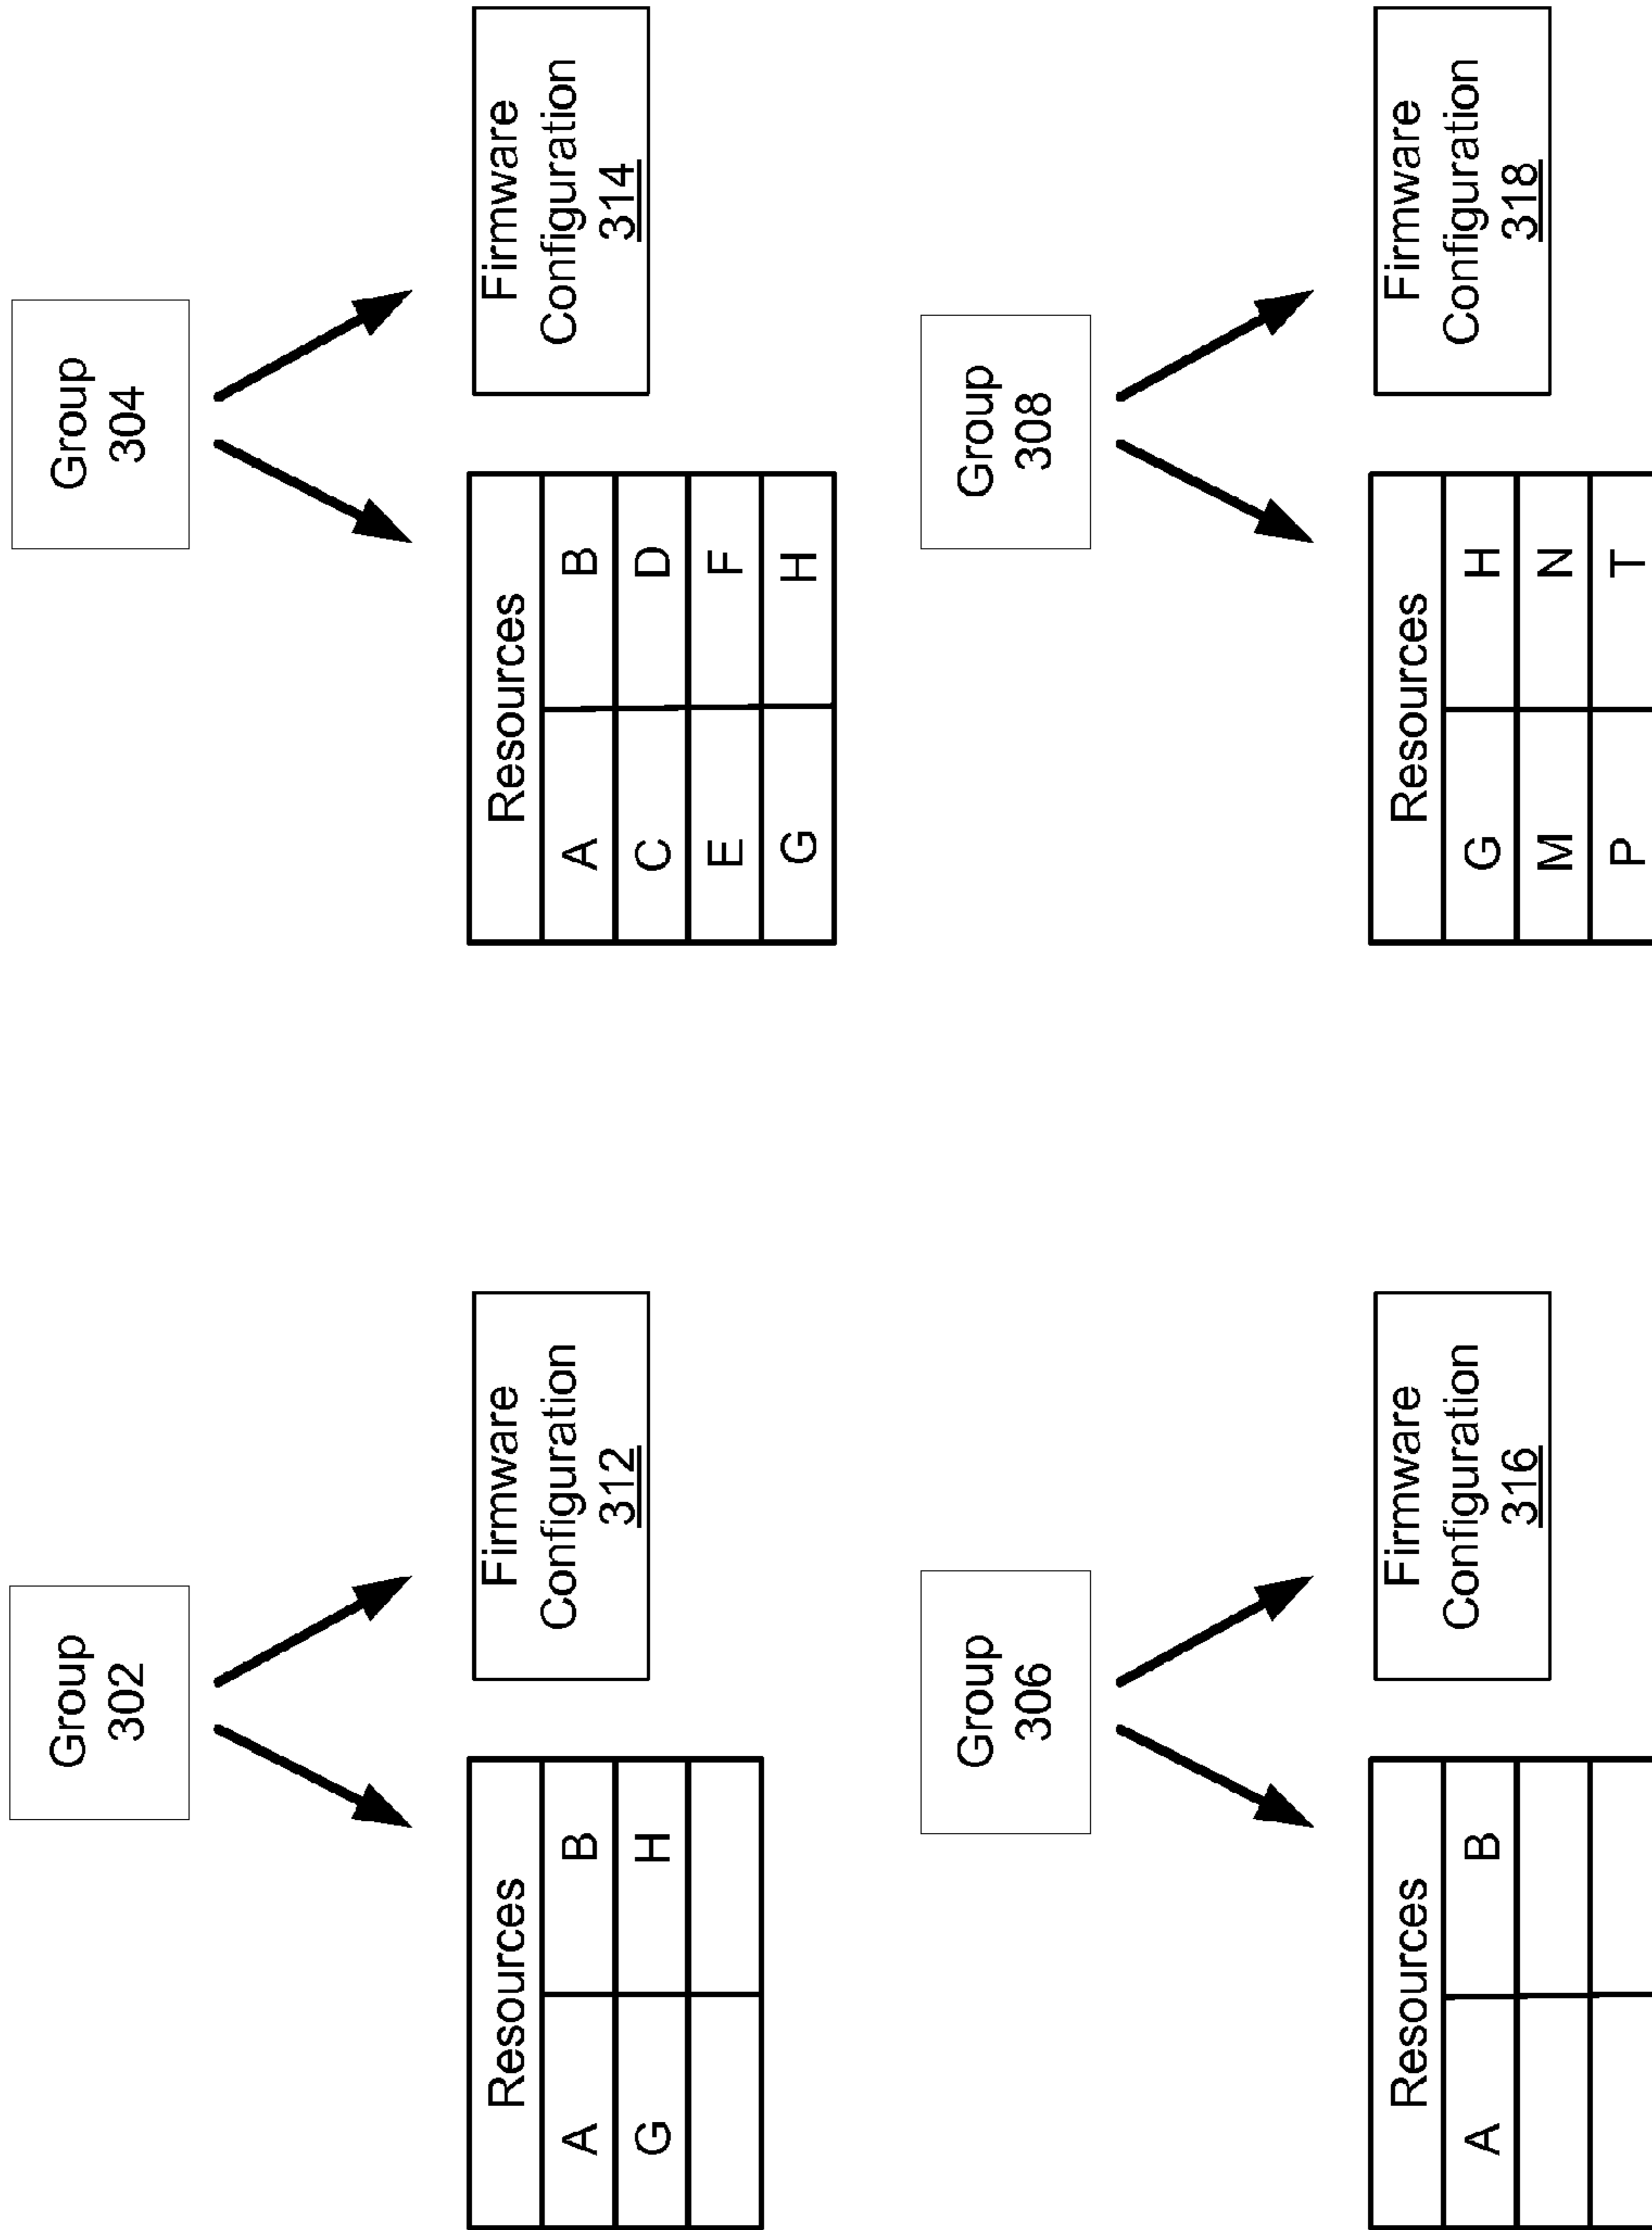 Group
302
Resources
A B
G H
Firmware
Configuration
312
Group
304
Resources
A B
C D
E F
G H
Firmware
Configuration
314
Group
306
Resources
A B
Firmware
Configuration
316
Group
308
Resources
G H
M N
P T
Firmware
Configuration
318